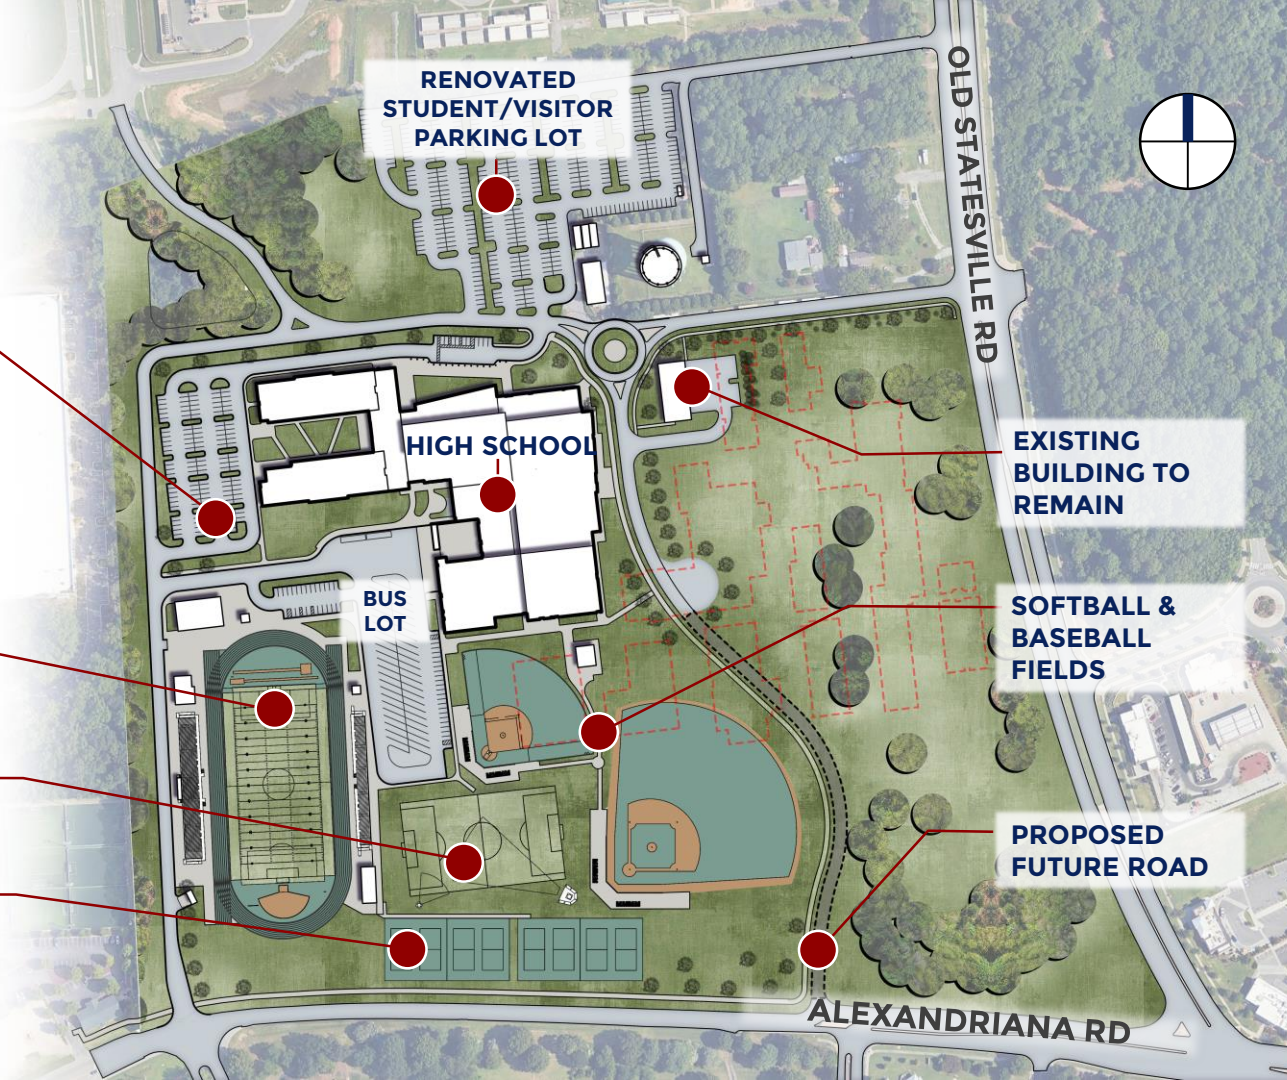 RENOVATED
STUDENT/VISITOR
PARKING LOT
OLD STATESVILLE RD
HIGH SCHOOL
EXISTING
BUILDING TO
REMAIN
BUS
LOT
SOFTBALL &
BASEBALL
FIELDS
PROPOSED
FUTURE ROAD
ALEXANDRIANA RD